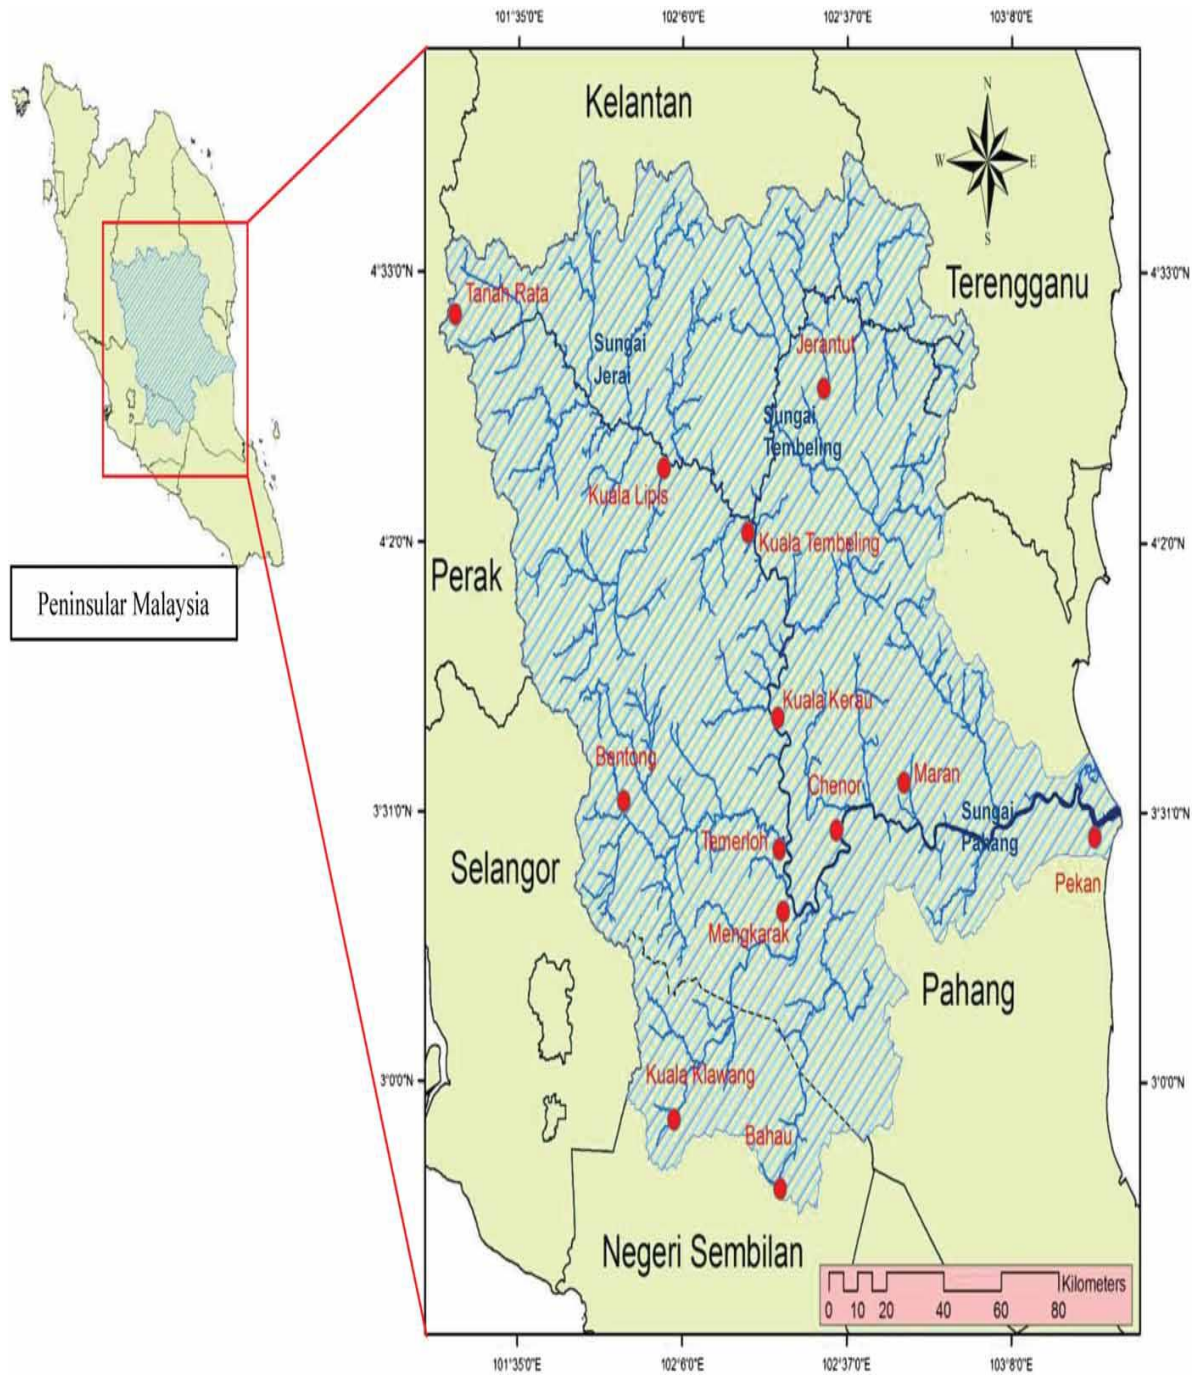 101°35'0"E 102°6'0"E 102°37'0"E 103°8'0"E
Kelantan
N
W E
S
4°33'0"N 4°33'0"N
Terengganu
Tanah Rata
Sungai
Jerai
Jerantut
Sungai
Tembeling
Kuala Lipis
4°2'0"N 4°2'0"N
Kuala Tembeling
Perak
Peninsular Malaysia
Kuala Kerau
Bentong
Maran
Chenor
3°31'0"N 3°31'0"N
Sungai
Pahang
Temerloh
Selangor
Pekan
Mengkarak
Pahang
Kuala Klawang
3°0'0"N 3°0'0"N
Bahau
Negeri Sembilan
Kilometers
0 10 20 40 60 80
101°35'0"E 102°6'0"E 102°37'0"E 103°8'0"E